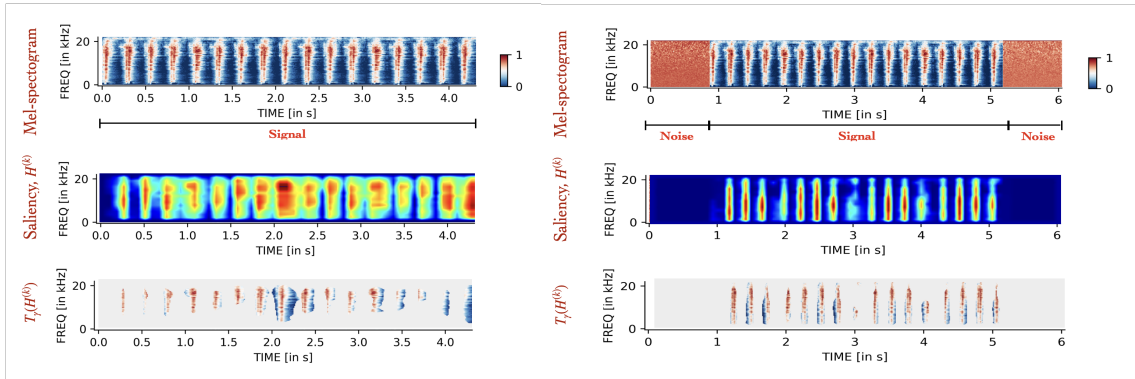 Mel-spectogram
FREQ [in kHz]
20
0
0.0 0.5 1.0 1.5 2.0 2.5 3.0 3.5 4.0
TIME [in s]
1
0
Signal
Saliency, H^(k)
FREQ [in kHz]
20
0
0.0 0.5 1.0 1.5 2.0 2.5 3.0 3.5 4.0
TIME [in s]
T_γ(H^(k))
FREQ [in kHz]
20
0
0.0 0.5 1.0 1.5 2.0 2.5 3.0 3.5 4.0
TIME [in s]
Mel-spectogram
FREQ [in kHz]
20
0
0 1 2 3 4 5 6
TIME [in s]
1
0
Noise Signal Noise
Saliency, H^(k)
FREQ [in kHz]
20
0
0 1 2 3 4 5 6
TIME [in s]
T_γ(H^(k))
FREQ [in kHz]
20
0
0 1 2 3 4 5 6
TIME [in s]